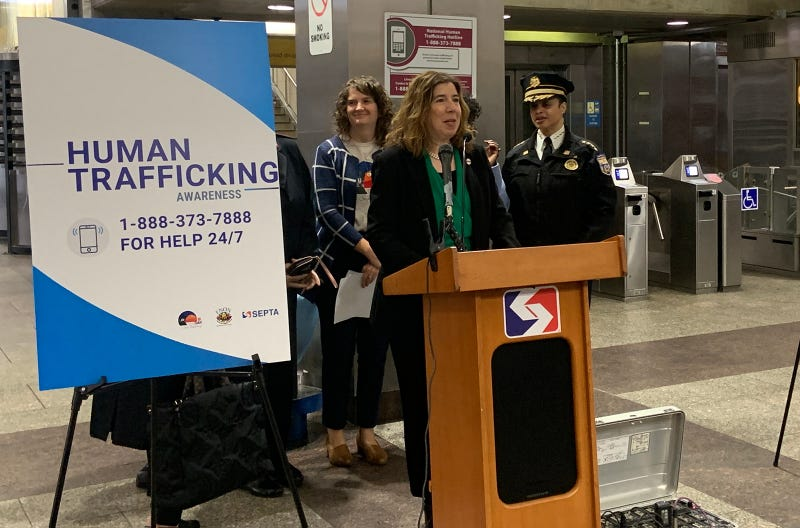 NO
SMOKING
National Human
Trafficking Hotline
1-888-373-7888
HUMAN
TRAFFICKING
AWARENESS
1-888-373-7888
FOR HELP 24/7
SEPTA